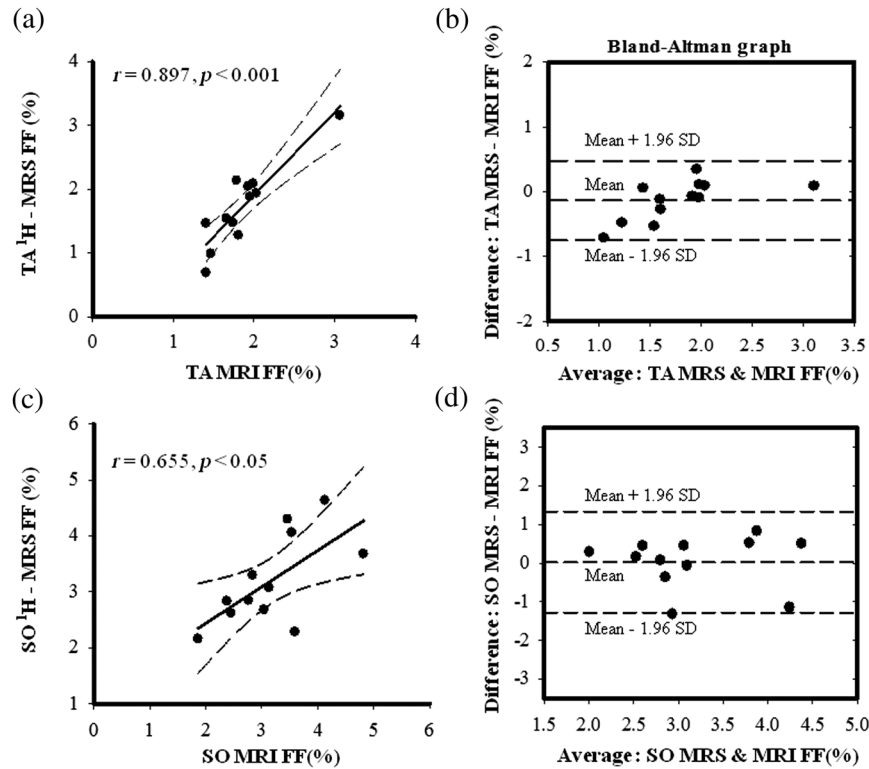 (a)
r = 0.897, p < 0.001
TA ¹H - MRS FF (%)
4
3
2
1
0
0 1 2 3 4
TA MRI FF(%)
(b)
Bland-Altman graph
Difference : TA MRS - MRI FF (%)
2
1
0
-1
-2
Mean + 1.96 SD
Mean
Mean - 1.96 SD
0.5 1.0 1.5 2.0 2.5 3.0 3.5
Average : TA MRS & MRI FF(%)
(c)
r = 0.655, p < 0.05
SO ¹H - MRS FF (%)
6
5
4
3
2
1
0 1 2 3 4 5 6
SO MRI FF(%)
(d)
Difference : SO MRS - MRI FF (%)
3
2
1
0
-1
-2
-3
Mean + 1.96 SD
Mean
Mean - 1.96 SD
1.5 2.0 2.5 3.0 3.5 4.0 4.5 5.0
Average : SO MRS & MRI FF(%)